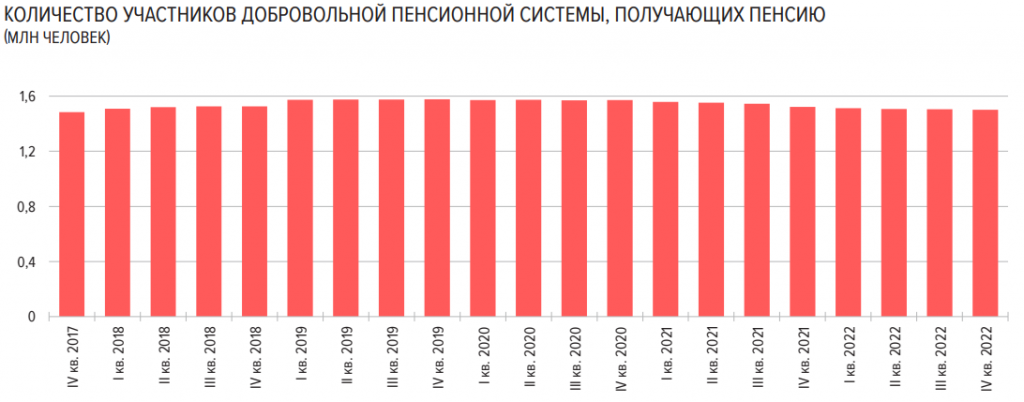 КОЛИЧЕСТВО УЧАСТНИКОВ ДОБРОВОЛЬНОЙ ПЕНСИОННОЙ СИСТЕМЫ, ПОЛУЧАЮЩИХ ПЕНСИЮ
(МЛН ЧЕЛОВЕК)
1,6
1,2
0,8
0,4
0
IV кв. 2017
I кв. 2018
II кв. 2018
III кв. 2018
IV кв. 2018
I кв. 2019
II кв. 2019
III кв. 2019
IV кв. 2019
I кв. 2020
II кв. 2020
III кв. 2020
IV кв. 2020
I кв. 2021
II кв. 2021
III кв. 2021
IV кв. 2021
I кв. 2022
II кв. 2022
III кв. 2022
IV кв. 2022